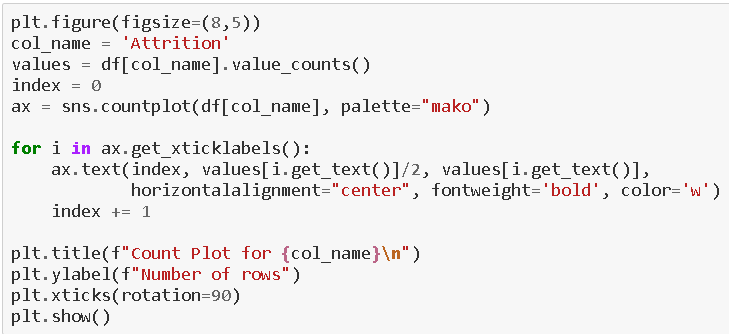 plt.figure(figsize=(8,5))
col_name = 'Attrition'
values = df[col_name].value_counts()
index = 0
ax = sns.countplot(df[col_name], palette="mako")

for i in ax.get_xticklabels():
    ax.text(index, values[i.get_text()]/2, values[i.get_text()],
            horizontalalignment="center", fontweight='bold', color='w')
    index += 1

plt.title(f"Count Plot for {col_name}\n")
plt.ylabel(f"Number of rows")
plt.xticks(rotation=90)
plt.show()